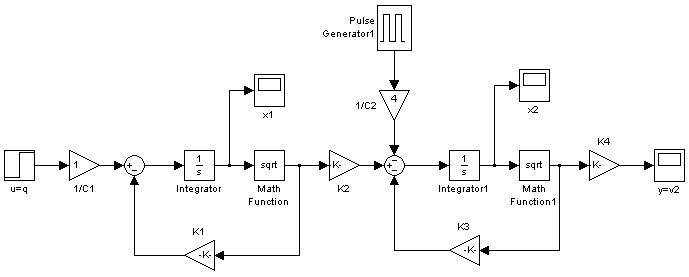 Pulse
Generator1
4
1/C2
x1
x2
K4
1
+
−
1
s
sqrt
K-
−
+
−
1
s
sqrt
K-
u=q
1/C1
Integrator
Math
Function
K2
Integrator1
Math
Function1
y=v2
K1
-K-
K3
-K-